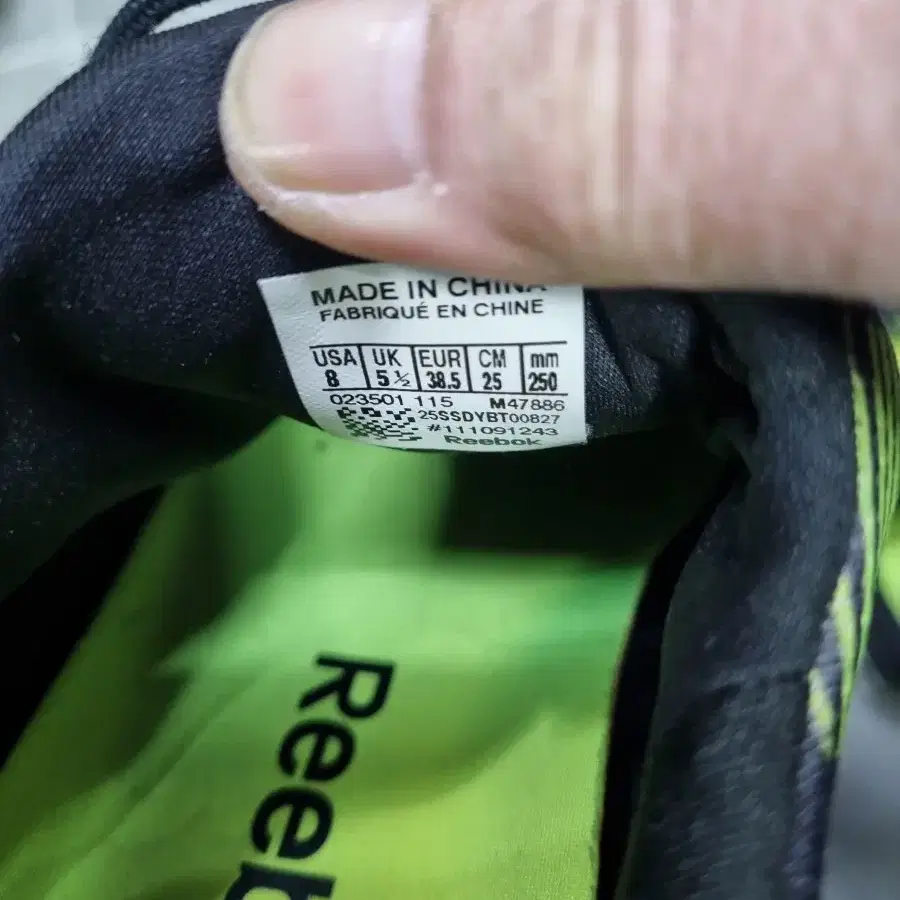 MADE IN CHINA
FABRIQUÉ EN CHINE
USA UK EUR CM mm
8 5½ 38.5 25 250
023501 115 M47886
25SSDYBT00827
#111091243
Reebok
Reeb